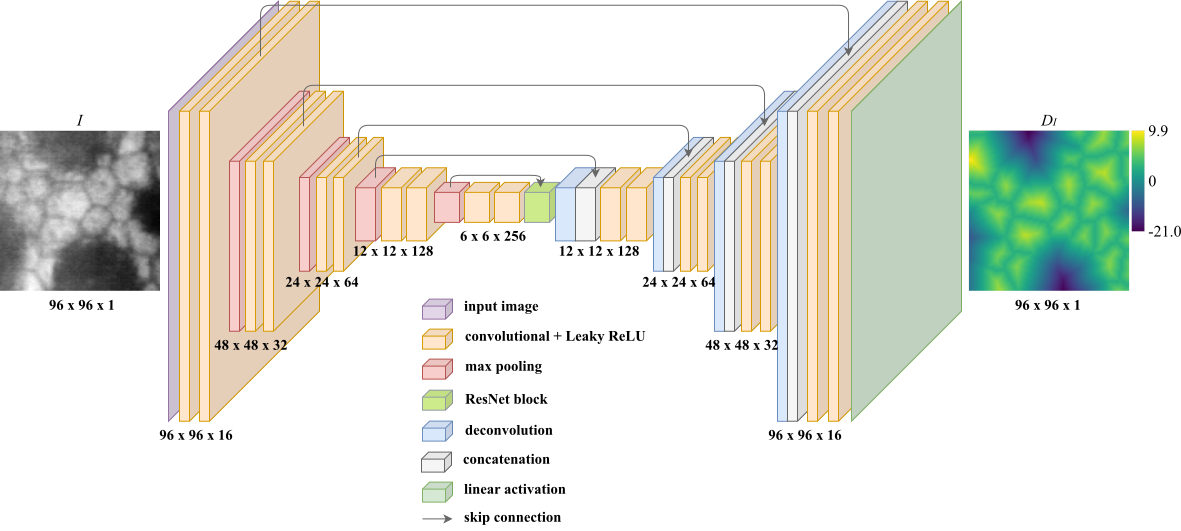 I
96 x 96 x 1
96 x 96 x 16
48 x 48 x 32
24 x 24 x 64
12 x 12 x 128
6 x 6 x 256
12 x 12 x 128
24 x 24 x 64
48 x 48 x 32
96 x 96 x 16
DI
9.9
0
-21.0
96 x 96 x 1
input image
convolutional + Leaky ReLU
max pooling
ResNet block
deconvolution
concatenation
linear activation
skip connection